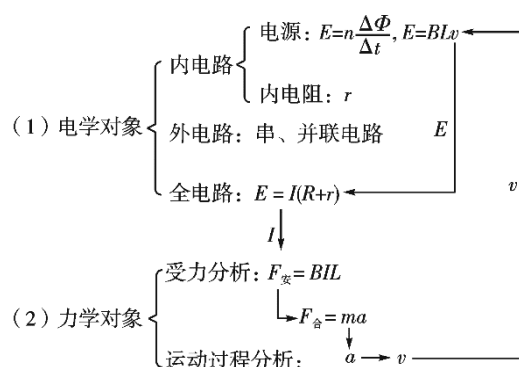 电源：E=n ΔΦ/Δt, E=BLv
内电路
内电阻：r
（1）电学对象
外电路：串、并联电路
E
v
全电路：E=I(R+r)
I
受力分析：F安=BIL
（2）力学对象
F合=ma
运动过程分析： a v